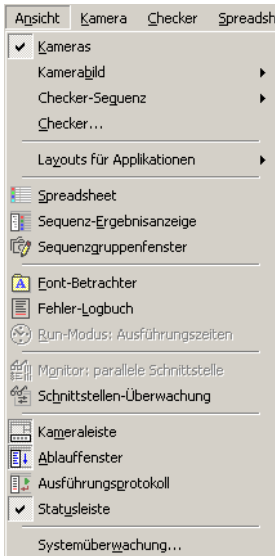 Ansicht Kamera Checker Spreadsh
Kameras
Kamerabild
Checker-Sequenz
Checker...
Layouts für Applikationen
Spreadsheet
Sequenz-Ergebnisanzeige
Sequenzgruppenfenster
Font-Betrachter
Fehler-Logbuch
Run-Modus: Ausführungszeiten
Monitor: parallele Schnittstelle
Schnittstellen-Überwachung
Kameraleiste
Ablauffenster
Ausführungsprotokoll
Statusleiste
Systemüberwachung...